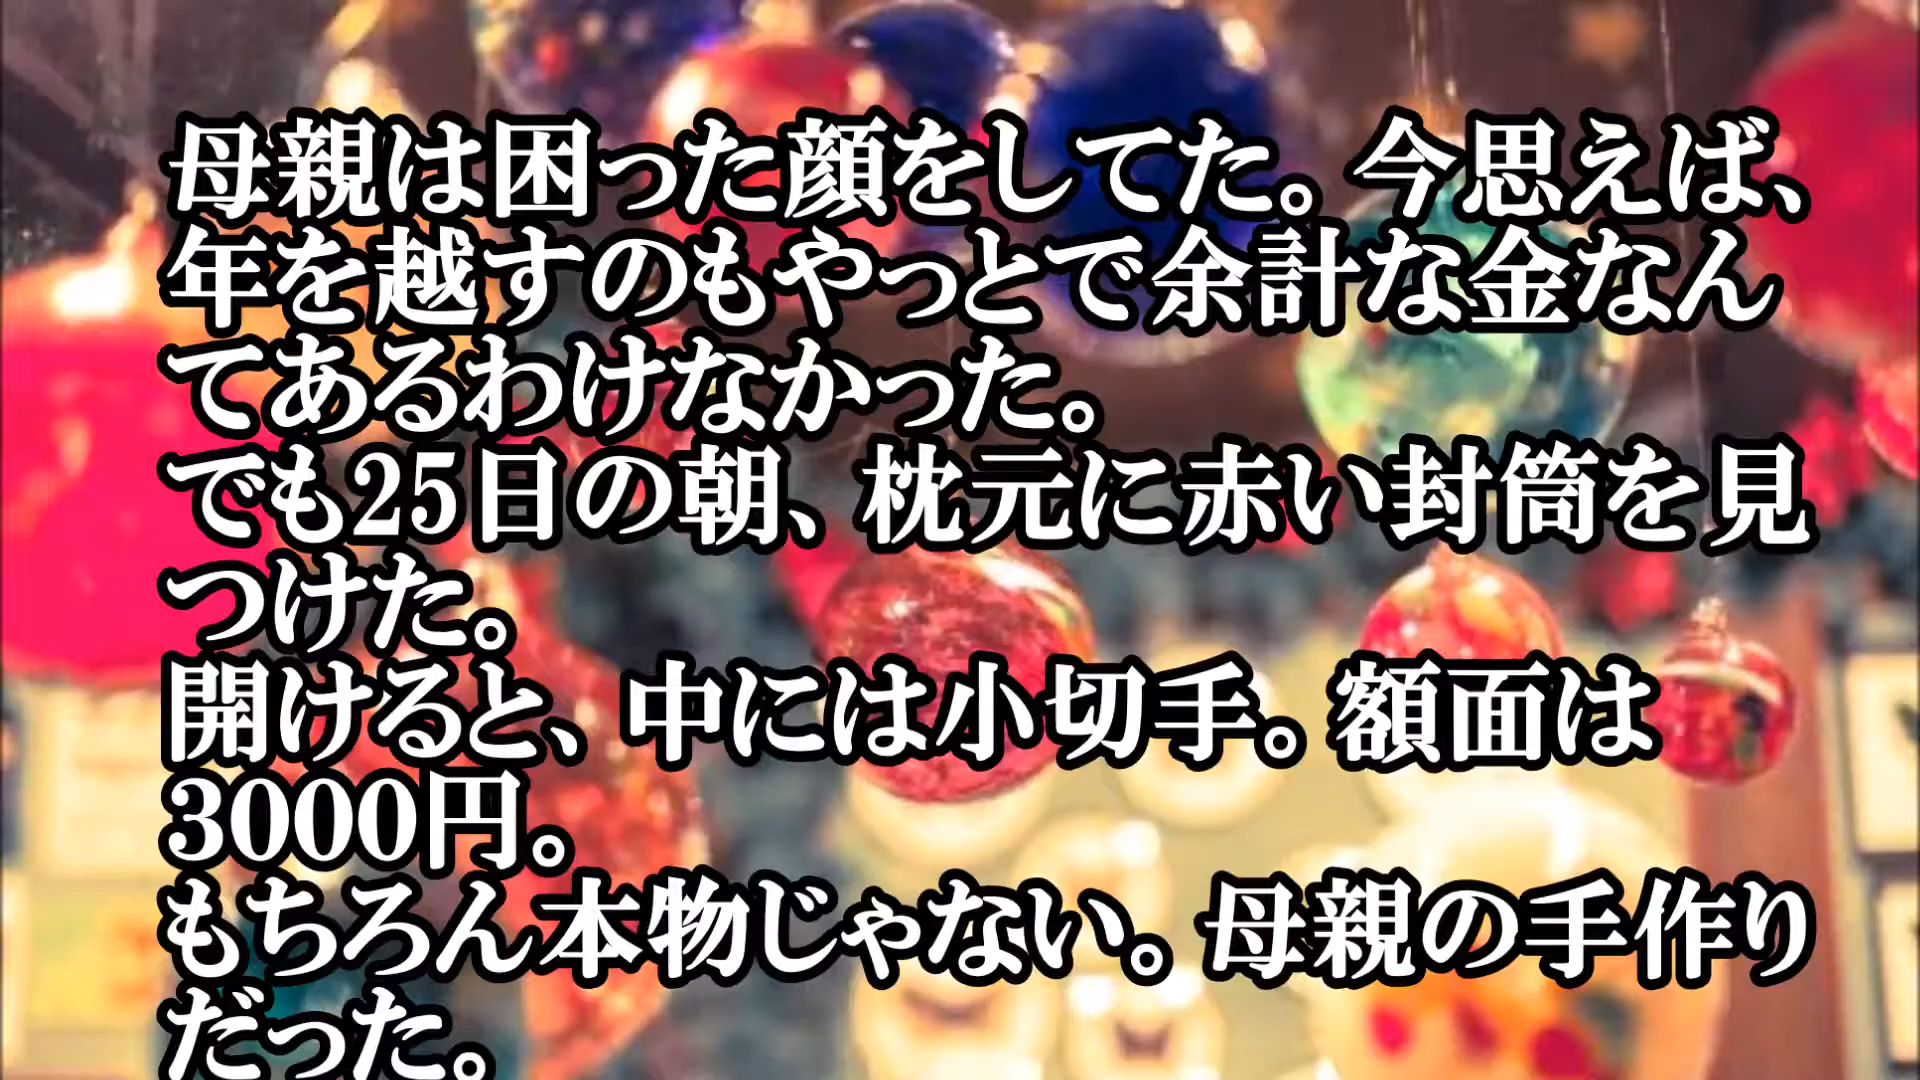 母親は困った顔をしてた。今思えば、
年を越すのもやっとで余計な金なん
てあるわけなかった。
でも25日の朝、枕元に赤い封筒を見
つけた。
開けると、中には小切手。額面は
3000円。
もちろん本物じゃない。母親の手作り
だった。